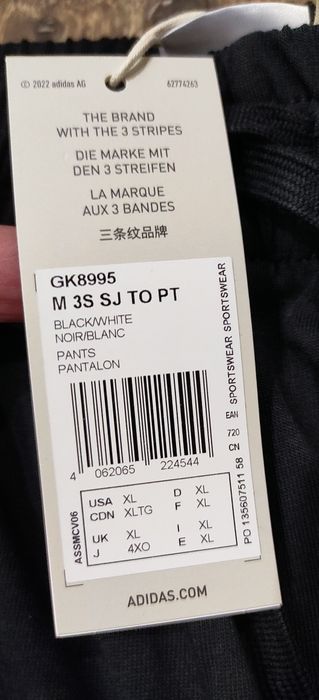 © 2022 adidas AG 62774263
THE BRAND
WITH THE 3 STRIPES
DIE MARKE MIT
DEN 3 STREIFEN
LA MARQUE
AUX 3 BANDES
三条纹品牌
GK8995
M 3S SJ TO PT
BLACK/WHITE
NOIR/BLANC
PANTS
PANTALON
4 062065 224544
USA XL D XL
CDN XLTG F XL
UK XL I XL
J 4XO E XL
ASSMCV06
SPORTSWEAR SPORTSWEAR
EAN
720
CN
PO 135607511 58
ADIDAS.COM